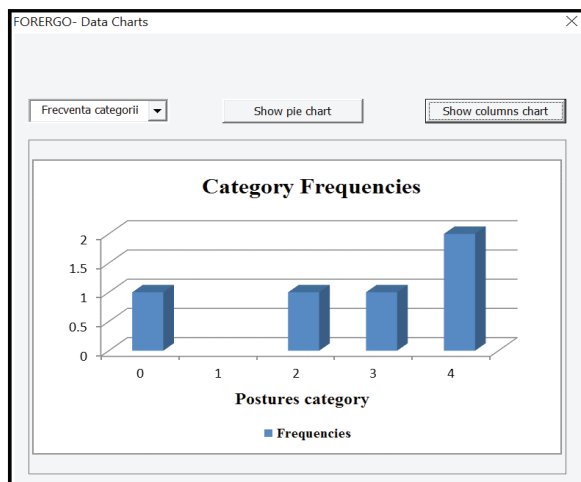 FORERGO- Data Charts
Frecventa categorii
Show pie chart
Show columns chart
Category Frequencies
2
1.5
1
0.5
0
0 1 2 3 4
Postures category
Frequencies